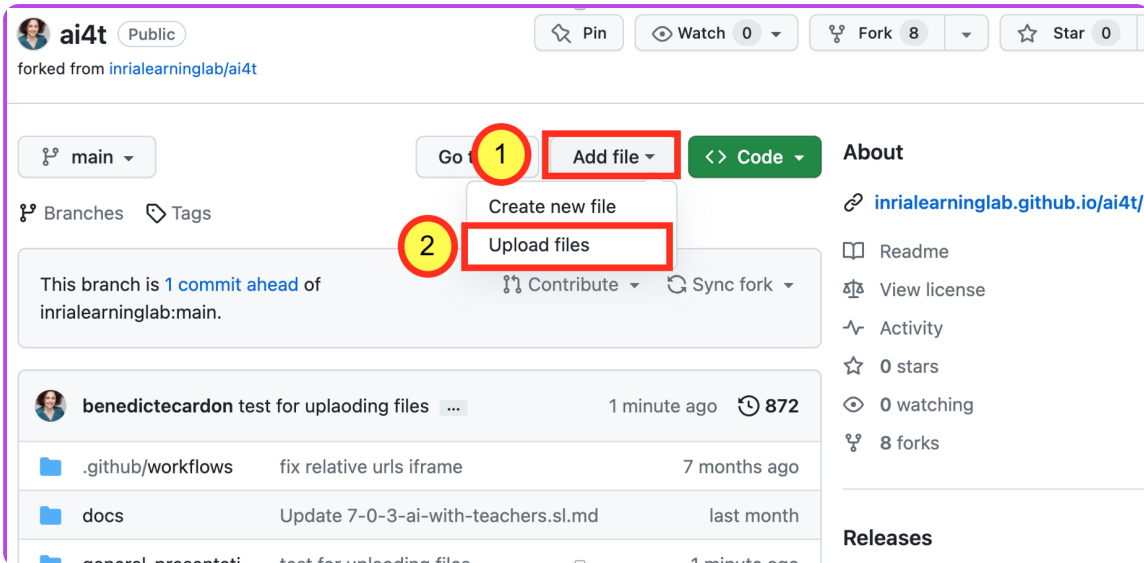 ai4t Public
Pin
Watch 0
Fork 8
Star 0
forked from inrialearninglab/ai4t
main
Go t
1
Add file
Code
Create new file
2
Upload files
Branches
Tags
This branch is 1 commit ahead of
inrialearninglab:main.
Contribute
Sync fork
benedictecardon test for uplaoding files ...
1 minute ago
872
.github/workflows fix relative urls iframe 7 months ago
docs Update 7-0-3-ai-with-teachers.sl.md last month
About
inrialearninglab.github.io/ai4t/
Readme
View license
Activity
0 stars
0 watching
8 forks
Releases